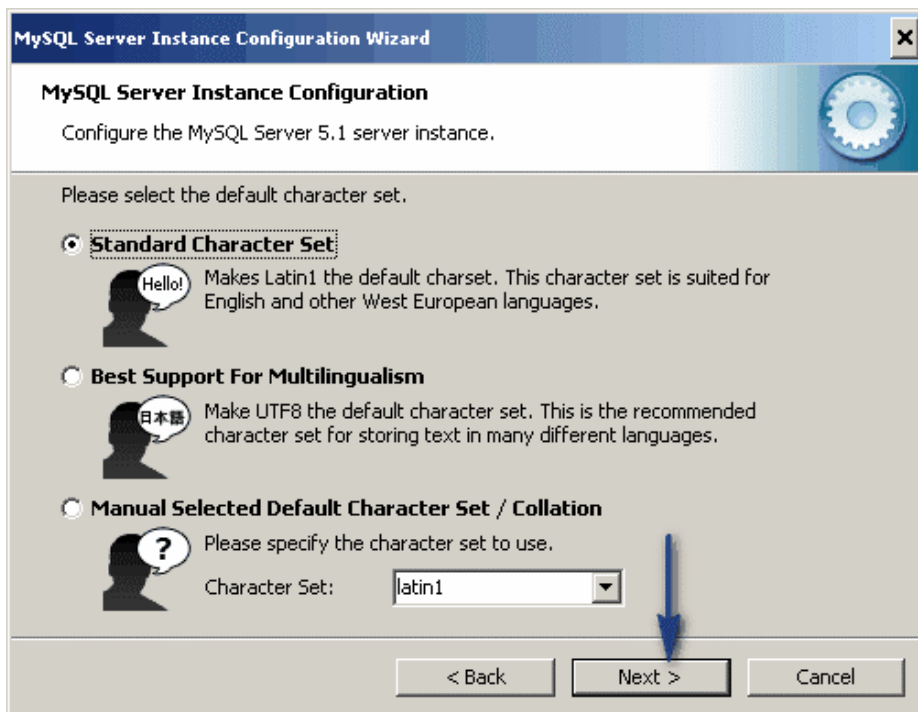 MySQL Server Instance Configuration Wizard
MySQL Server Instance Configuration
Configure the MySQL Server 5.1 server instance.
Please select the default character set.
Standard Character Set
Hello!
Makes Latin1 the default charset. This character set is suited for
English and other West European languages.
Best Support For Multilingualism
日本語
Make UTF8 the default character set. This is the recommended
character set for storing text in many different languages.
Manual Selected Default Character Set / Collation
?
Please specify the character set to use.
Character Set: latin1
< Back Next > Cancel